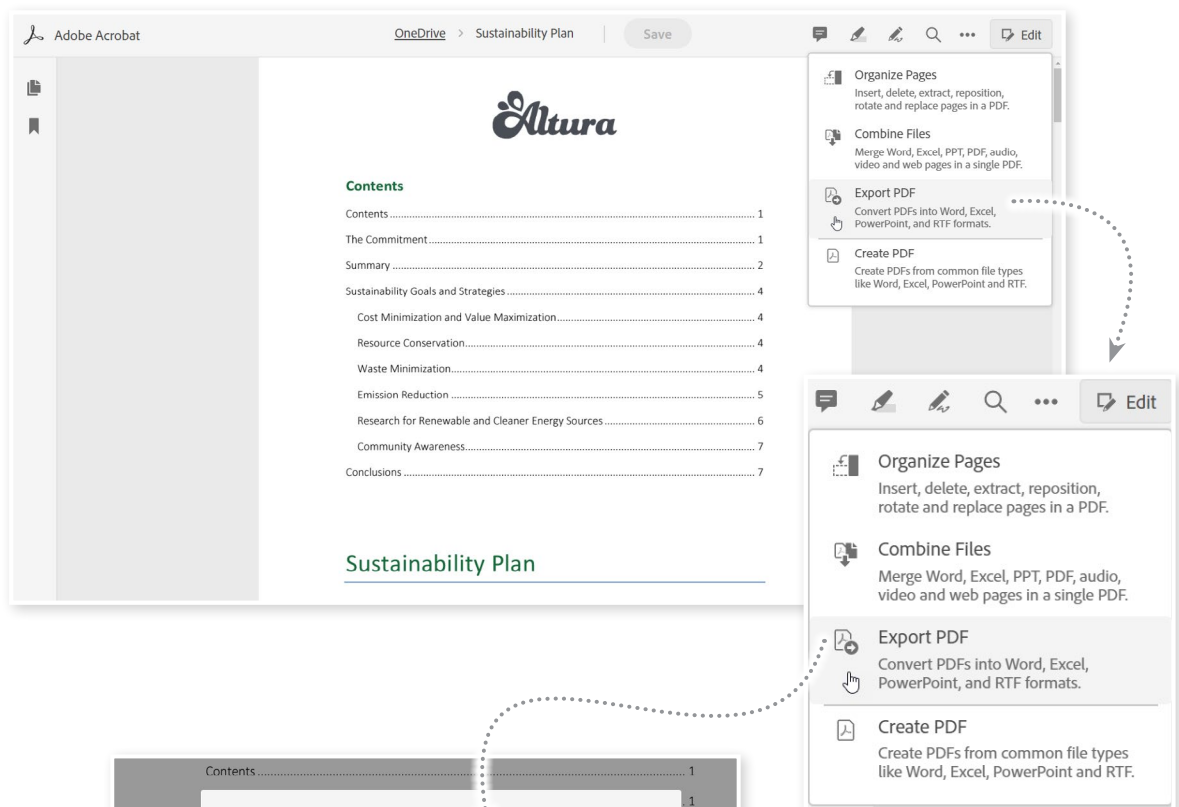 Adobe Acrobat
OneDrive > Sustainability Plan
Save
Edit
Altura
Contents
Contents 1
The Commitment 1
Summary 2
Sustainability Goals and Strategies 4
Cost Minimization and Value Maximization 4
Resource Conservation 4
Waste Minimization 4
Emission Reduction 5
Research for Renewable and Cleaner Energy Sources 6
Community Awareness 7
Conclusions 7
Sustainability Plan
Organize Pages
Insert, delete, extract, reposition,
rotate and replace pages in a PDF.
Combine Files
Merge Word, Excel, PPT, PDF, audio,
video and web pages in a single PDF.
Export PDF
Convert PDFs into Word, Excel,
PowerPoint, and RTF formats.
Create PDF
Create PDFs from common file types
like Word, Excel, PowerPoint and RTF.
Edit
Organize Pages
Insert, delete, extract, reposition,
rotate and replace pages in a PDF.
Combine Files
Merge Word, Excel, PPT, PDF, audio,
video and web pages in a single PDF.
Export PDF
Convert PDFs into Word, Excel,
PowerPoint, and RTF formats.
Create PDF
Create PDFs from common file types
like Word, Excel, PowerPoint and RTF.
Contents 1
1